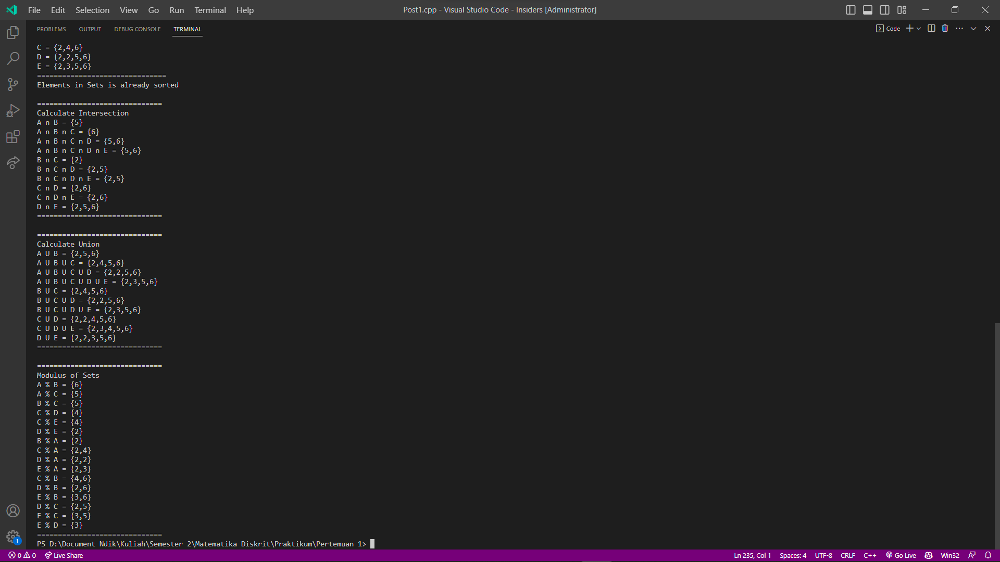 File Edit Selection View Go Run Terminal Help
Post1.cpp - Visual Studio Code - Insiders [Administrator]
PROBLEMS OUTPUT DEBUG CONSOLE TERMINAL
Code
C = {2,4,6}
D = {2,2,5,6}
E = {2,3,5,6}
===============================
Elements in Sets is already sorted
==============================
Calculate Intersection
A n B = {5}
A n B n C = {6}
A n B n C n D = {5,6}
A n B n C n D n E = {5,6}
B n C = {2}
B n C n D = {2,5}
B n C n D n E = {2,5}
C n D = {2,6}
C n D n E = {2,6}
D n E = {2,5,6}
==============================
==============================
Calculate Union
A U B = {2,5,6}
A U B U C = {2,4,5,6}
A U B U C U D = {2,2,5,6}
A U B U C U D U E = {2,3,5,6}
B U C = {2,4,5,6}
B U C U D = {2,2,5,6}
B U C U D U E = {2,3,5,6}
C U D = {2,2,4,5,6}
C U D U E = {2,3,4,5,6}
D U E = {2,2,3,5,6}
==============================
==============================
Modulus of Sets
A % B = {6}
A % C = {5}
B % C = {5}
C % D = {4}
C % E = {4}
D % E = {2}
B % A = {2}
C % A = {2,4}
D % A = {2,2}
E % A = {2,3}
C % B = {4,6}
D % B = {2,6}
E % B = {3,6}
D % C = {2,5}
E % C = {3,5}
E % D = {3}
==============================
PS D:\Document Ndik\Kuliah\Semester 2\Matematika Diskrit\Praktikum\Pertemuan 1>
1
0 0 Live Share Ln 235, Col 1 Spaces: 4 UTF-8 CRLF C++ Go Live Win32